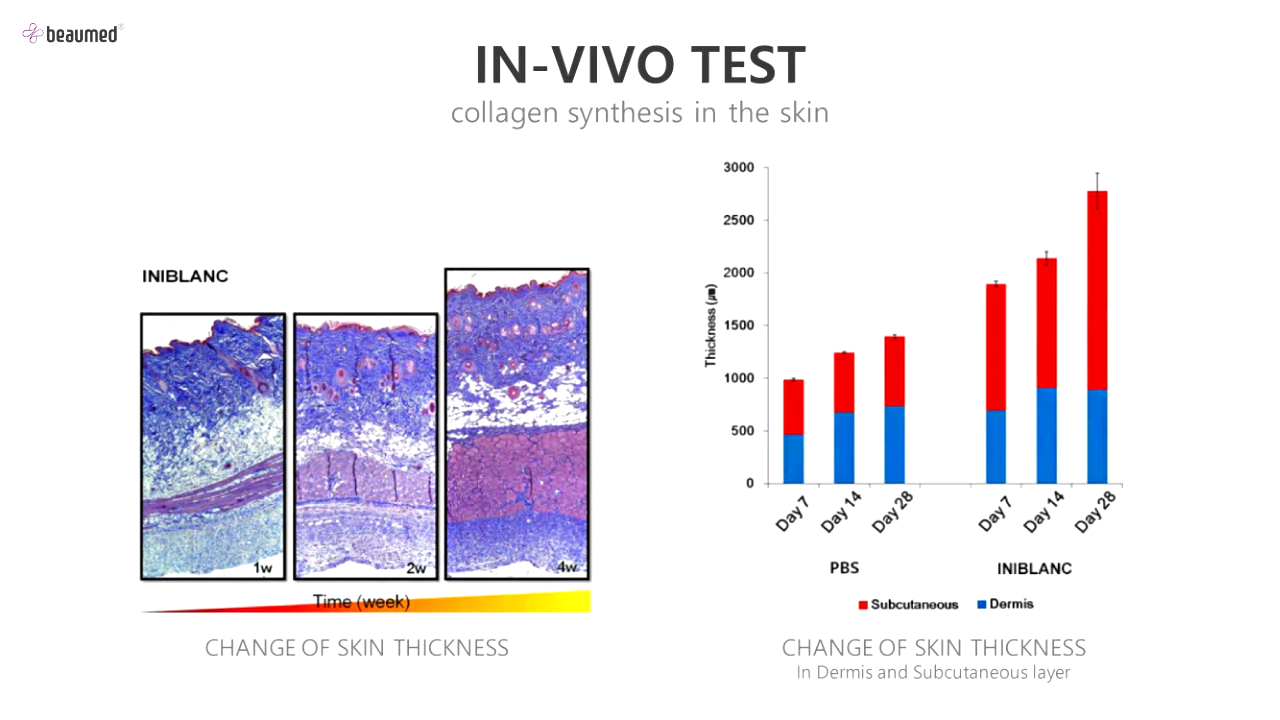 beaumed®
IN-VIVO TEST
collagen synthesis in the skin
INIBLANC
1w
2w
4w
Time (week)
CHANGE OF SKIN THICKNESS
3000
2500
2000
1500
1000
500
0
Thickness (㎛)
Day 7
Day 14
Day 28
Day 7
Day 14
Day 28
PBS
INIBLANC
Subcutaneous
Dermis
CHANGE OF SKIN THICKNESS
In Dermis and Subcutaneous layer